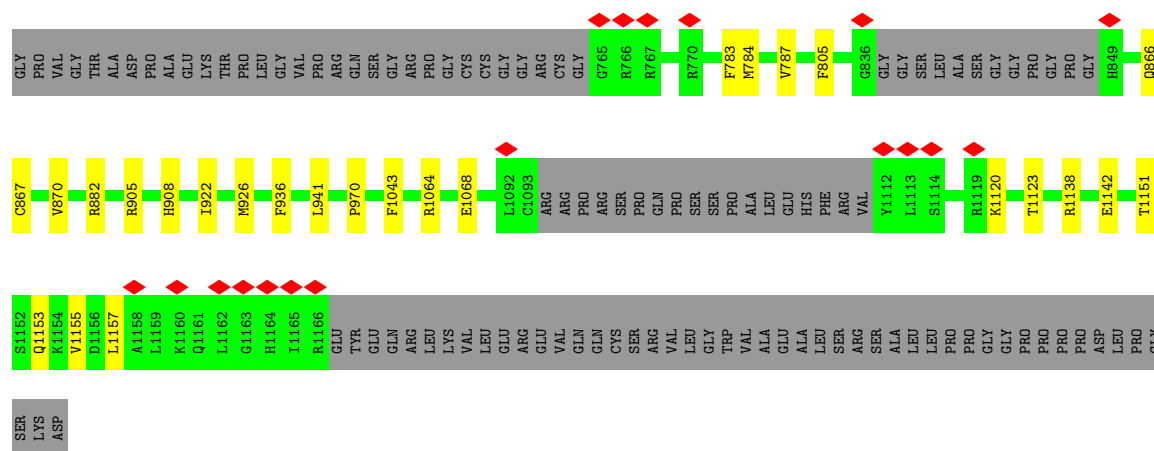 GLY PRO VAL GLY THR ALA ASP PRO ALA GLU LYS THR PRO LEU GLY VAL PRO ARG GLN SER GLY ARG PRO GLY CYS CYS GLY GLY ARG CYS GLY G765 R766 R767 R770 F783 M784 V787 F805 G836 GLY GLY SER LEU ALA SER GLY GLY PRO GLY PRO GLY H849 Q866
C867 V870 R882 R905 H908 I922 M926 F936 L941 P970 F1043 R1064 E1068 L1092 C1093 ARG ARG PRO ARG SER PRO GLN PRO SER SER PRO ALA LEU GLU HIS PHE ARG VAL Y1112 L1113 S1114 R1119 K1120 T1123 R1138 E1142 T1151
S1152 Q1153 K1154 V1155 D1156 L1157 A1158 L1159 K1160 Q1161 L1162 G1163 H1164 I1165 R1166 GLU TYR GLU GLN ARG LEU LYS VAL LEU GLU ARG GLU VAL GLN GLN CYS SER ARG VAL LEU GLY TRP VAL ALA GLU ALA LEU SER ARG SER ALA LEU LEU PRO PRO GLY GLY PRO PRO PRO PRO ASP LEU PRO GLY
SER LYS ASP